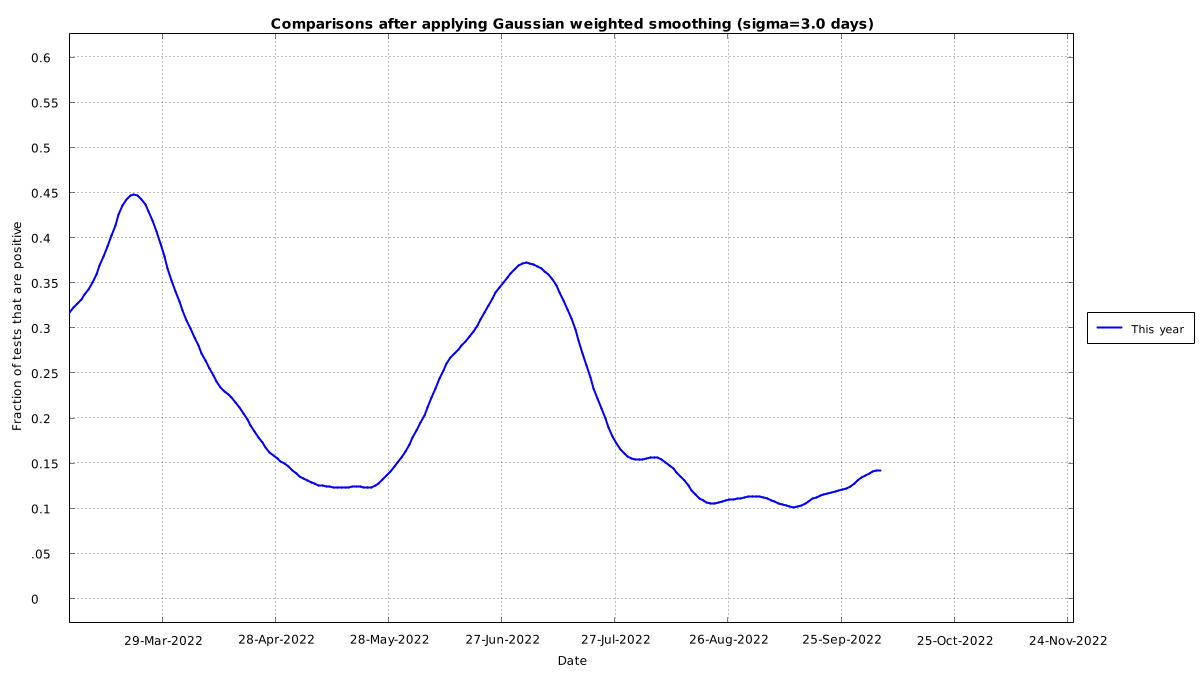 Comparisons after applying Gaussian weighted smoothing (sigma=3.0 days)
0.6
0.55
0.5
0.45
0.4
0.35
0.3
0.25
0.2
0.15
0.1
.05
0
Fraction of tests that are positive
29-Mar-2022 28-Apr-2022 28-May-2022 27-Jun-2022 27-Jul-2022 26-Aug-2022 25-Sep-2022 25-Oct-2022 24-Nov-2022
Date
This year